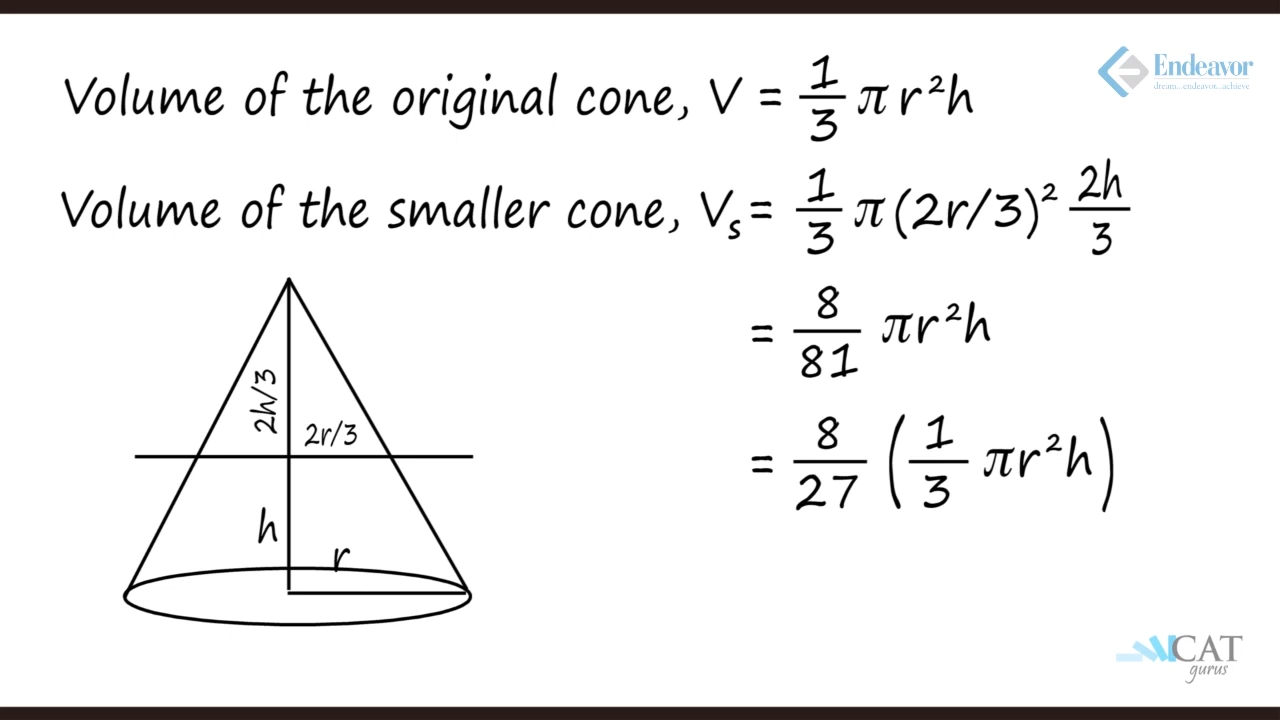 Endeavor
dream...endeavor...achieve
Volume of the original cone, V = 1/3 π r²h
Volume of the smaller cone, Vₛ = 1/3 π (2r/3)² 2h/3
= 8/81 πr²h
= 8/27 (1/3 πr²h)
2h/3
2r/3
h
r
CAT
gurus